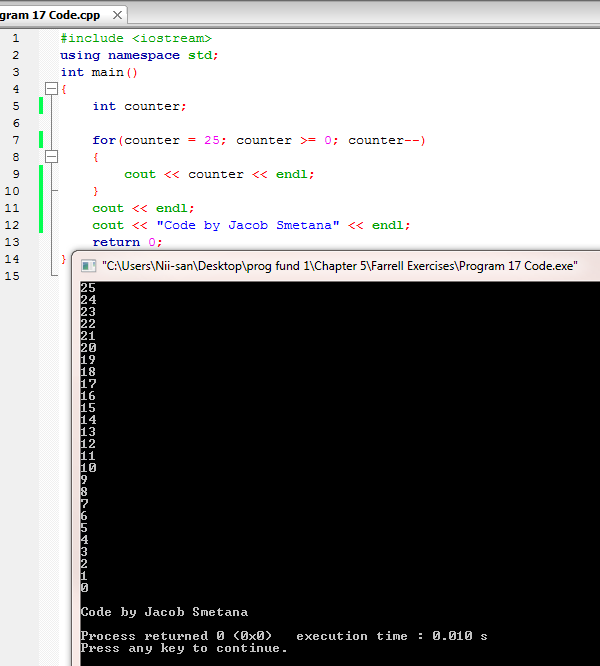 gram 17 Code.cpp
1 #include <iostream>
2 using namespace std;
3 int main()
4 {
5 int counter;
6
7 for(counter = 25; counter >= 0; counter--)
8 {
9 cout << counter << endl;
10 }
11 cout << endl;
12 cout << "Code by Jacob Smetana" << endl;
13 return 0;
14 }
15
"C:\Users\Nii-san\Desktop\prog fund 1\Chapter 5\Farrell Exercises\Program 17 Code.exe"
25
24
23
22
21
20
19
18
17
16
15
14
13
12
11
10
9
8
7
6
5
4
3
2
1
0
Code by Jacob Smetana
Process returned 0 (0x0) execution time : 0.010 s
Press any key to continue.